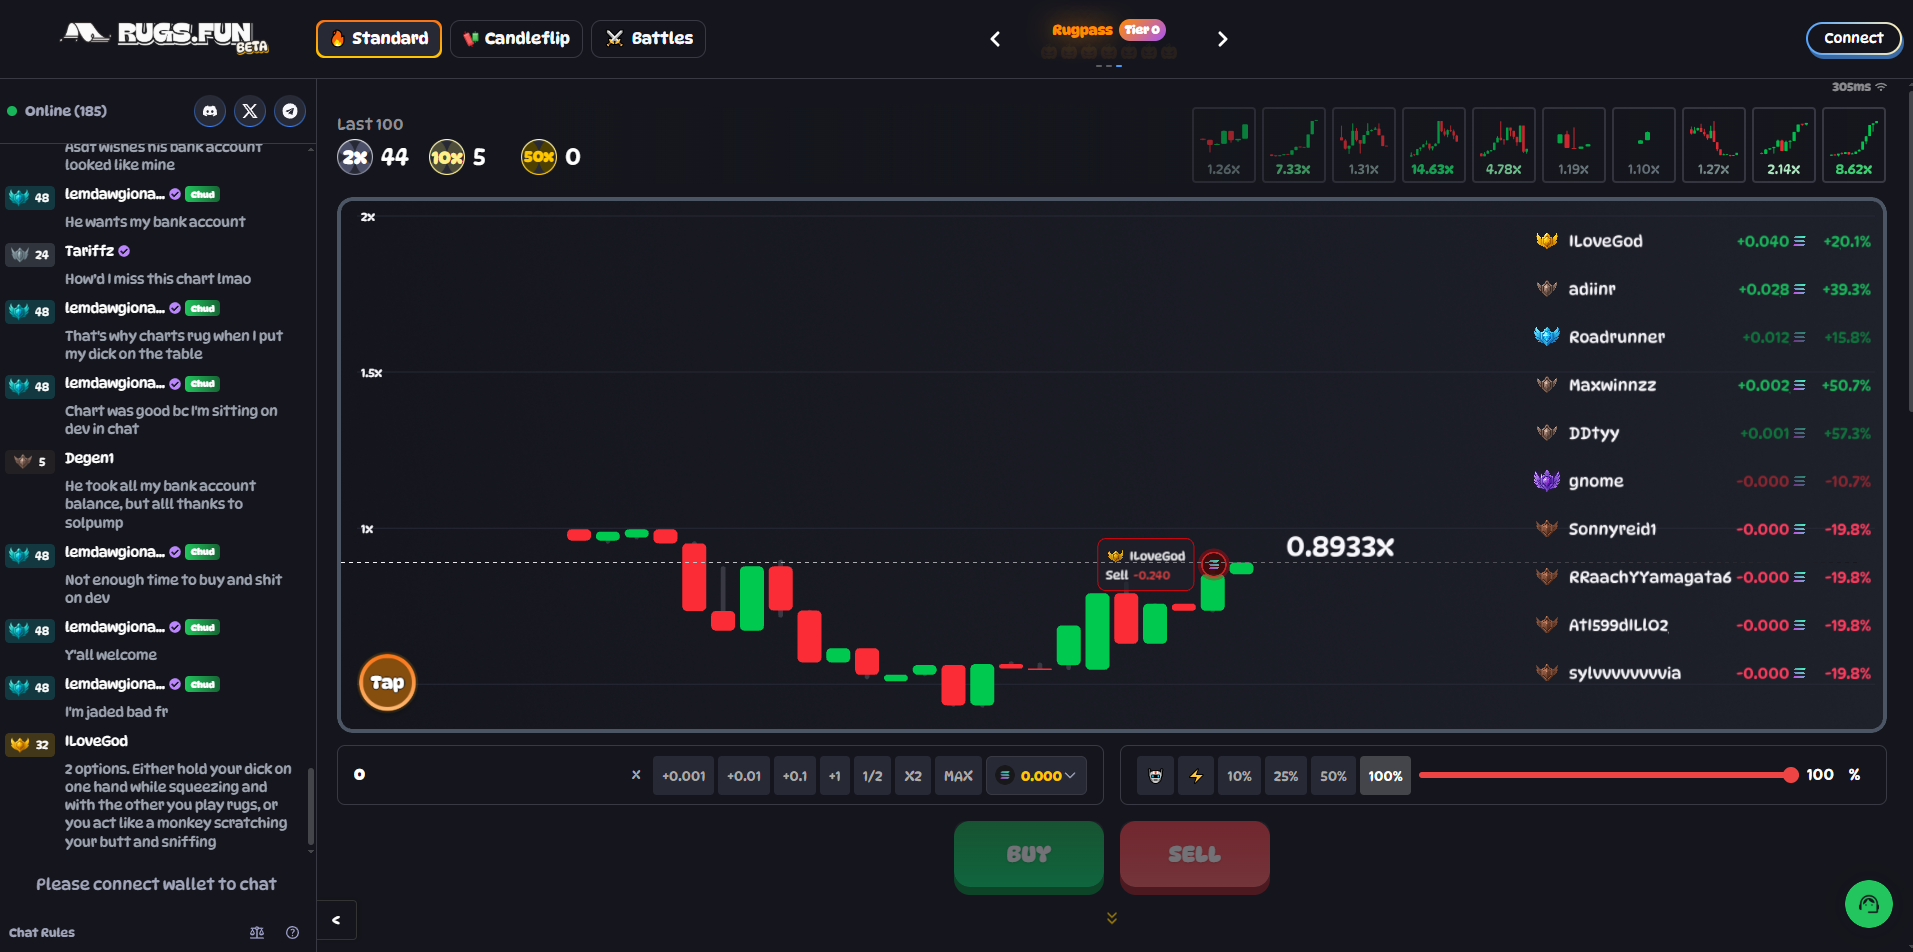 RUGS.FUN
BETA
Standard
Candleflip
Battles
Rugpass Tier 0
Connect
305ms
Online (185)
Asdt wishes his bank account
looked like mine
48 lemdawgiona... Chud
He wants my bank account
24 Tariffz
How'd I miss this chart lmao
48 lemdawgiona... Chud
That's why charts rug when I put
my dick on the table
48 lemdawgiona... Chud
Chart was good bc I'm sitting on
dev in chat
5 Degen1
He took all my bank account
balance, but alll thanks to
solpump
48 lemdawgiona... Chud
Not enough time to buy and shit
on dev
48 lemdawgiona... Chud
Y'all welcome
48 lemdawgiona... Chud
I'm jaded bad fr
32 ILoveGod
2 options. Either hold your dick on
one hand while squeezing and
with the other you play rugs, or
you act like a monkey scratching
your butt and sniffing
Please connect wallet to chat
Chat Rules
<
Last 100
2X 44 10X 5 50X 0
1.26x 7.33x 1.31x 14.63x 4.78x 1.19x 1.10x 1.27x 2.14x 8.62x
2x
1.5x
1x
ILoveGod
Sell -0.240
0.8933x
Tap
ILoveGod +0.040 +20.1%
adiinr +0.028 +39.3%
Roadrunner +0.012 +15.8%
Maxwinnzz +0.002 +50.7%
DDtyy +0.001 +57.3%
gnome -0.000 -10.7%
Sonnyreid1 -0.000 -19.8%
RRaachYYamagata6 -0.000 -19.8%
-0.000 -19.8%
sylvvvvvvvvia -0.000 -19.8%
0 X +0.001 +0.01 +0.1 +1 1/2 X2 MAX 0.000
10% 25% 50% 100% 100 %
BUY
SELL